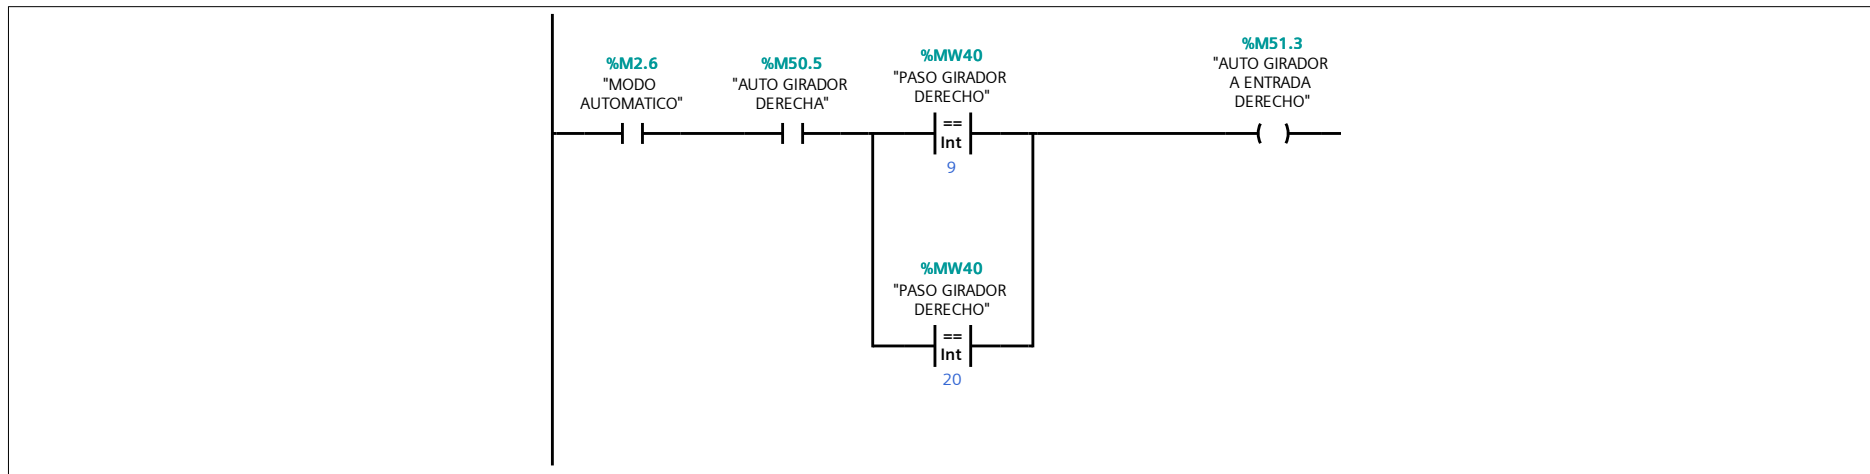 %M2.6
"MODO
AUTOMATICO"
%M50.5
"AUTO GIRADOR
DERECHA"
%MW40
"PASO GIRADOR
DERECHO"
==
Int
9
%M51.3
"AUTO GIRADOR
A ENTRADA
DERECHO"
%MW40
"PASO GIRADOR
DERECHO"
==
Int
20